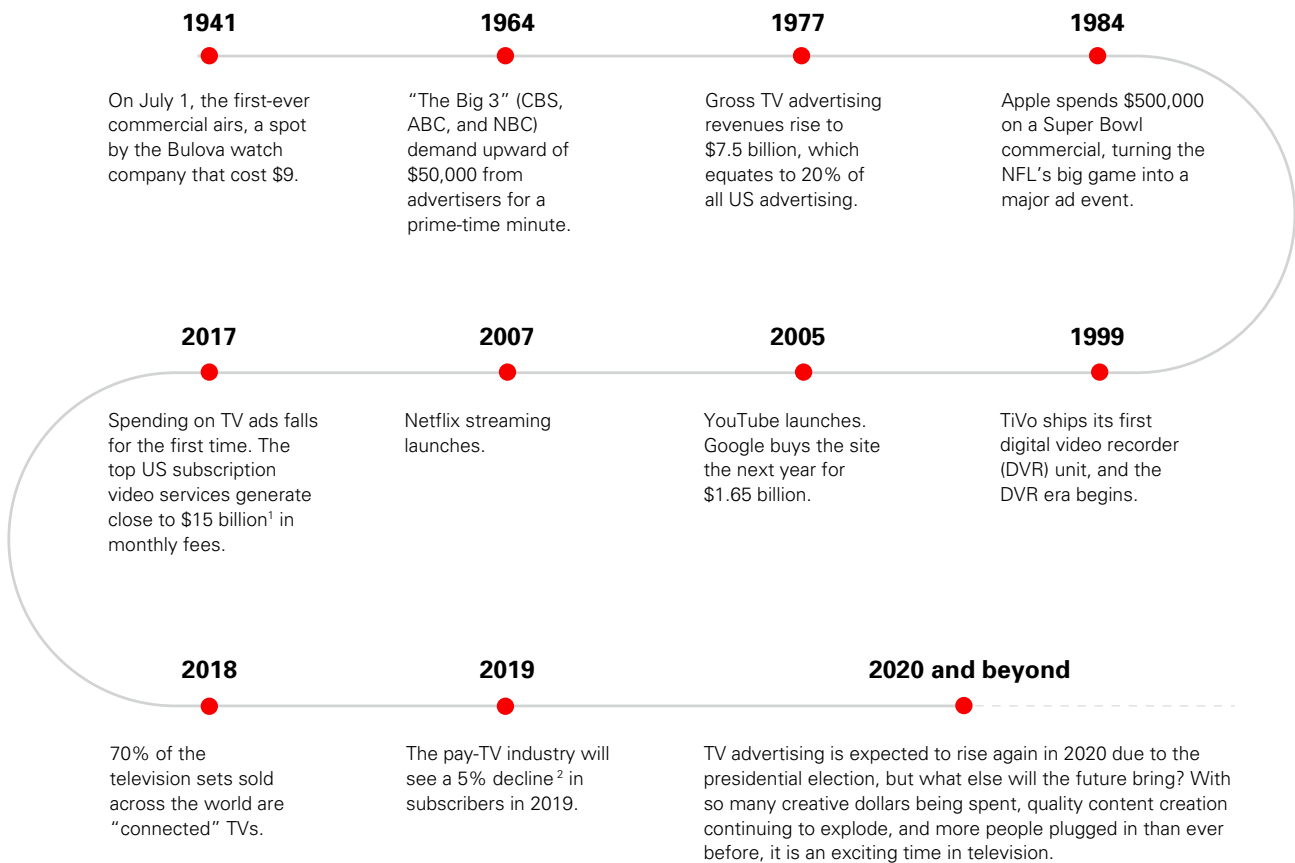 1941
On July 1, the first-ever
commercial airs, a spot
by the Bulova watch
company that cost $9.
1964
“The Big 3” (CBS,
ABC, and NBC)
demand upward of
$50,000 from
advertisers for a
prime-time minute.
1977
Gross TV advertising
revenues rise to
$7.5 billion, which
equates to 20% of
all US advertising.
1984
Apple spends $500,000
on a Super Bowl
commercial, turning the
NFL’s big game into a
major ad event.
1999
TiVo ships its first
digital video recorder
(DVR) unit, and the
DVR era begins.
2005
YouTube launches.
Google buys the site
the next year for
$1.65 billion.
2007
Netflix streaming
launches.
2017
Spending on TV ads falls
for the first time. The
top US subscription
video services generate
close to $15 billion¹ in
monthly fees.
2018
70% of the
television sets sold
across the world are
“connected” TVs.
2019
The pay-TV industry will
see a 5% decline² in
subscribers in 2019.
2020 and beyond
TV advertising is expected to rise again in 2020 due to the
presidential election, but what else will the future bring? With
so many creative dollars being spent, quality content creation
continuing to explode, and more people plugged in than ever
before, it is an exciting time in television.